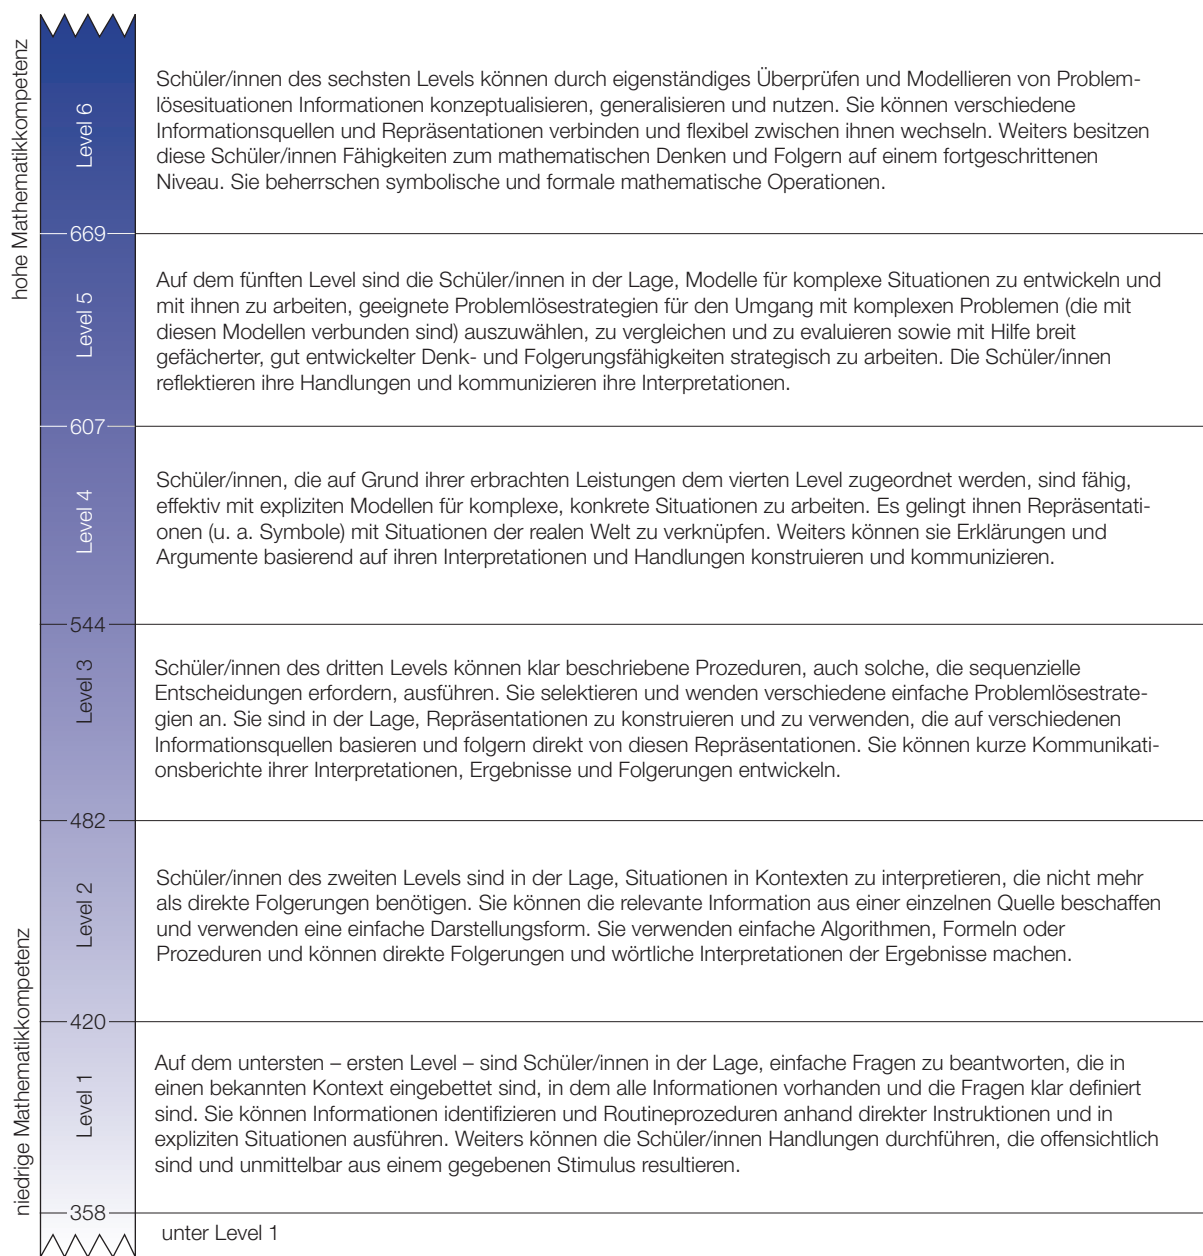 hohe Mathematikkompetenz
Level 6
Schüler/innen des sechsten Levels können durch eigenständiges Überprüfen und Modellieren von Problem-
lösesituationen Informationen konzeptualisieren, generalisieren und nutzen. Sie können verschiedene
Informationsquellen und Repräsentationen verbinden und flexibel zwischen ihnen wechseln. Weiters besitzen
diese Schüler/innen Fähigkeiten zum mathematischen Denken und Folgern auf einem fortgeschrittenen
Niveau. Sie beherrschen symbolische und formale mathematische Operationen.
669
Level 5
Auf dem fünften Level sind die Schüler/innen in der Lage, Modelle für komplexe Situationen zu entwickeln und
mit ihnen zu arbeiten, geeignete Problemlösestrategien für den Umgang mit komplexen Problemen (die mit
diesen Modellen verbunden sind) auszuwählen, zu vergleichen und zu evaluieren sowie mit Hilfe breit
gefächerter, gut entwickelter Denk- und Folgerungsfähigkeiten strategisch zu arbeiten. Die Schüler/innen
reflektieren ihre Handlungen und kommunizieren ihre Interpretationen.
607
Level 4
Schüler/innen, die auf Grund ihrer erbrachten Leistungen dem vierten Level zugeordnet werden, sind fähig,
effektiv mit expliziten Modellen für komplexe, konkrete Situationen zu arbeiten. Es gelingt ihnen Repräsentati-
onen (u. a. Symbole) mit Situationen der realen Welt zu verknüpfen. Weiters können sie Erklärungen und
Argumente basierend auf ihren Interpretationen und Handlungen konstruieren und kommunizieren.
544
Level 3
Schüler/innen des dritten Levels können klar beschriebene Prozeduren, auch solche, die sequenzielle
Entscheidungen erfordern, ausführen. Sie selektieren und wenden verschiedene einfache Problemlösestrate-
gien an. Sie sind in der Lage, Repräsentationen zu konstruieren und zu verwenden, die auf verschiedenen
Informationsquellen basieren und folgern direkt von diesen Repräsentationen. Sie können kurze Kommunikati-
onsberichte ihrer Interpretationen, Ergebnisse und Folgerungen entwickeln.
482
Level 2
Schüler/innen des zweiten Levels sind in der Lage, Situationen in Kontexten zu interpretieren, die nicht mehr
als direkte Folgerungen benötigen. Sie können die relevante Information aus einer einzelnen Quelle beschaffen
und verwenden eine einfache Darstellungsform. Sie verwenden einfache Algorithmen, Formeln oder
Prozeduren und können direkte Folgerungen und wörtliche Interpretationen der Ergebnisse machen.
420
niedrige Mathematikkompetenz
Level 1
Auf dem untersten – ersten Level – sind Schüler/innen in der Lage, einfache Fragen zu beantworten, die in
einen bekannten Kontext eingebettet sind, in dem alle Informationen vorhanden und die Fragen klar definiert
sind. Sie können Informationen identifizieren und Routineprozeduren anhand direkter Instruktionen und in
expliziten Situationen ausführen. Weiters können die Schüler/innen Handlungen durchführen, die offensichtlich
sind und unmittelbar aus einem gegebenen Stimulus resultieren.
358
unter Level 1